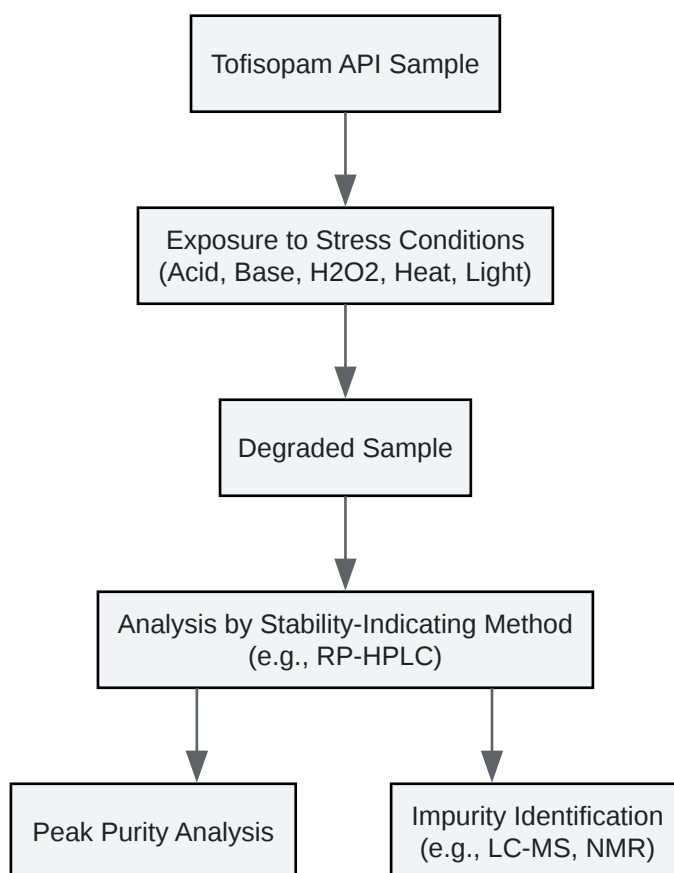 Tofisopam API Sample
Exposure to Stress Conditions
(Acid, Base, H2O2, Heat, Light)
Degraded Sample
Analysis by Stability-Indicating Method
(e.g., RP-HPLC)
Peak Purity Analysis
Impurity Identification
(e.g., LC-MS, NMR)